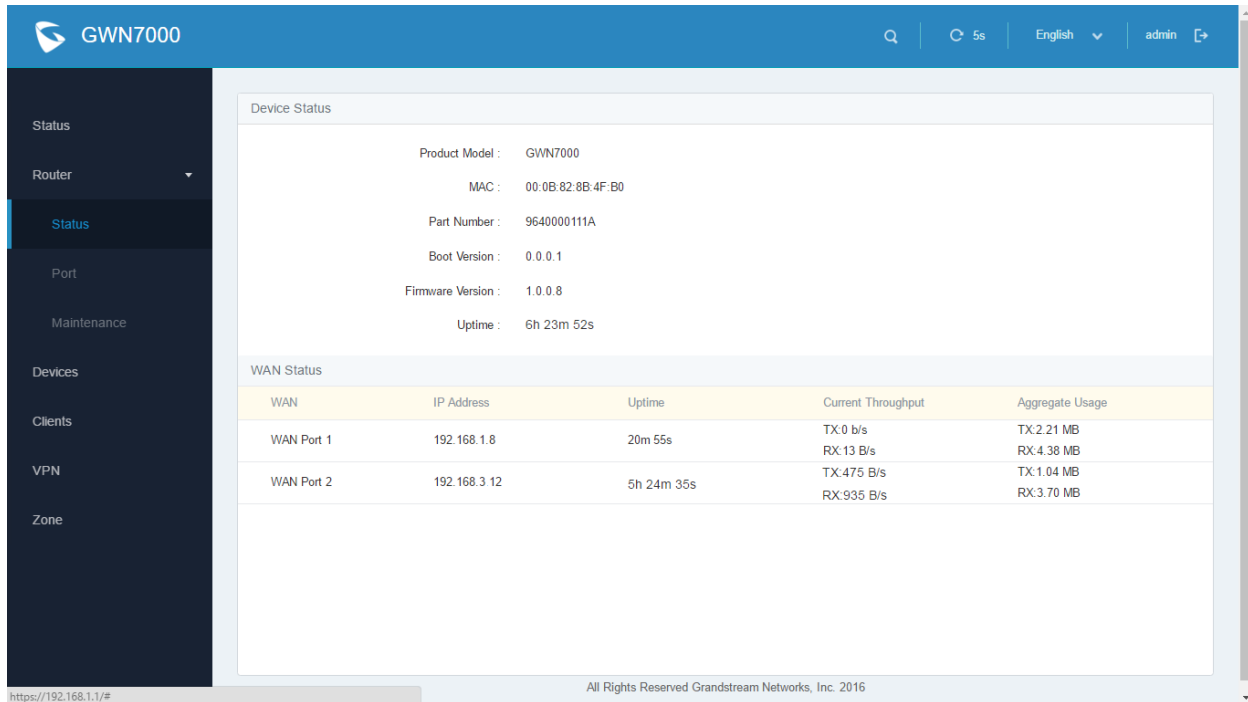 GWN7000
5s English admin
Status
Router
Status
Port
Maintenance
Devices
Clients
VPN
Zone
Device Status
Product Model : GWN7000
MAC : 00:0B:82:8B:4F:B0
Part Number : 9640000111A
Boot Version : 0.0.0.1
Firmware Version : 1.0.0.8
Uptime : 6h 23m 52s
WAN Status
WAN IP Address Uptime Current Throughput Aggregate Usage
WAN Port 1 192.168.1.8 20m 55s TX:0 b/s TX:2.21 MB
RX:13 B/s RX:4.38 MB
WAN Port 2 192.168.3.12 5h 24m 35s TX:475 B/s TX:1.04 MB
RX:935 B/s RX:3.70 MB
All Rights Reserved Grandstream Networks, Inc. 2016
https://192.168.1.1/#